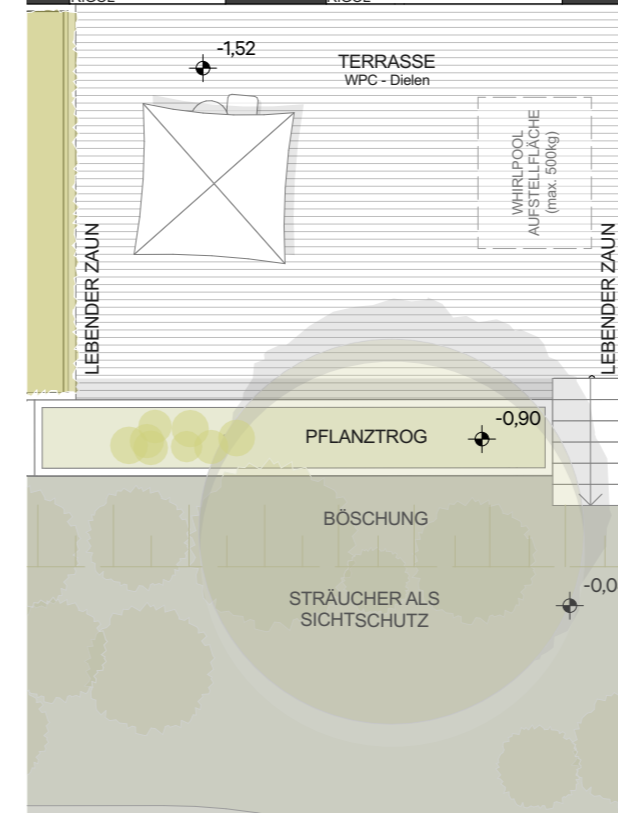 -1,52
TERRASSE
WPC - Dielen
WHIRLPOOL
AUFSTELLFLÄCHE
(max. 500kg)
LEBENDER ZAUN
LEBENDER ZAUN
PFLANZTROG
-0,90
BÖSCHUNG
STRÄUCHER ALS
SICHTSCHUTZ
-0,0